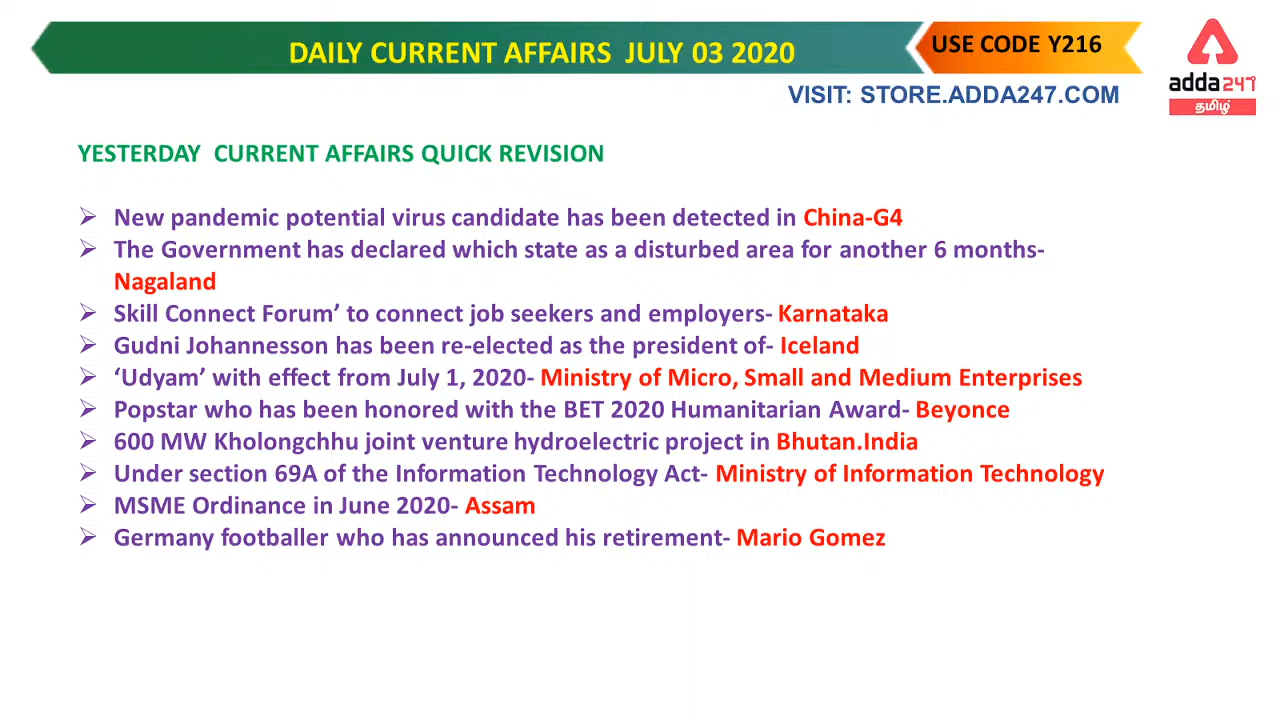 DAILY CURRENT AFFAIRS JULY 03 2020
USE CODE Y216
VISIT: STORE.ADDA247.COM
adda247
தமிழ்
YESTERDAY CURRENT AFFAIRS QUICK REVISION
➢ New pandemic potential virus candidate has been detected in China-G4
➢ The Government has declared which state as a disturbed area for another 6 months-
Nagaland
➢ Skill Connect Forum’ to connect job seekers and employers- Karnataka
➢ Gudni Johannesson has been re-elected as the president of- Iceland
➢ ‘Udyam’ with effect from July 1, 2020- Ministry of Micro, Small and Medium Enterprises
➢ Popstar who has been honored with the BET 2020 Humanitarian Award- Beyonce
➢ 600 MW Kholongchhu joint venture hydroelectric project in Bhutan.India
➢ Under section 69A of the Information Technology Act- Ministry of Information Technology
➢ MSME Ordinance in June 2020- Assam
➢ Germany footballer who has announced his retirement- Mario Gomez